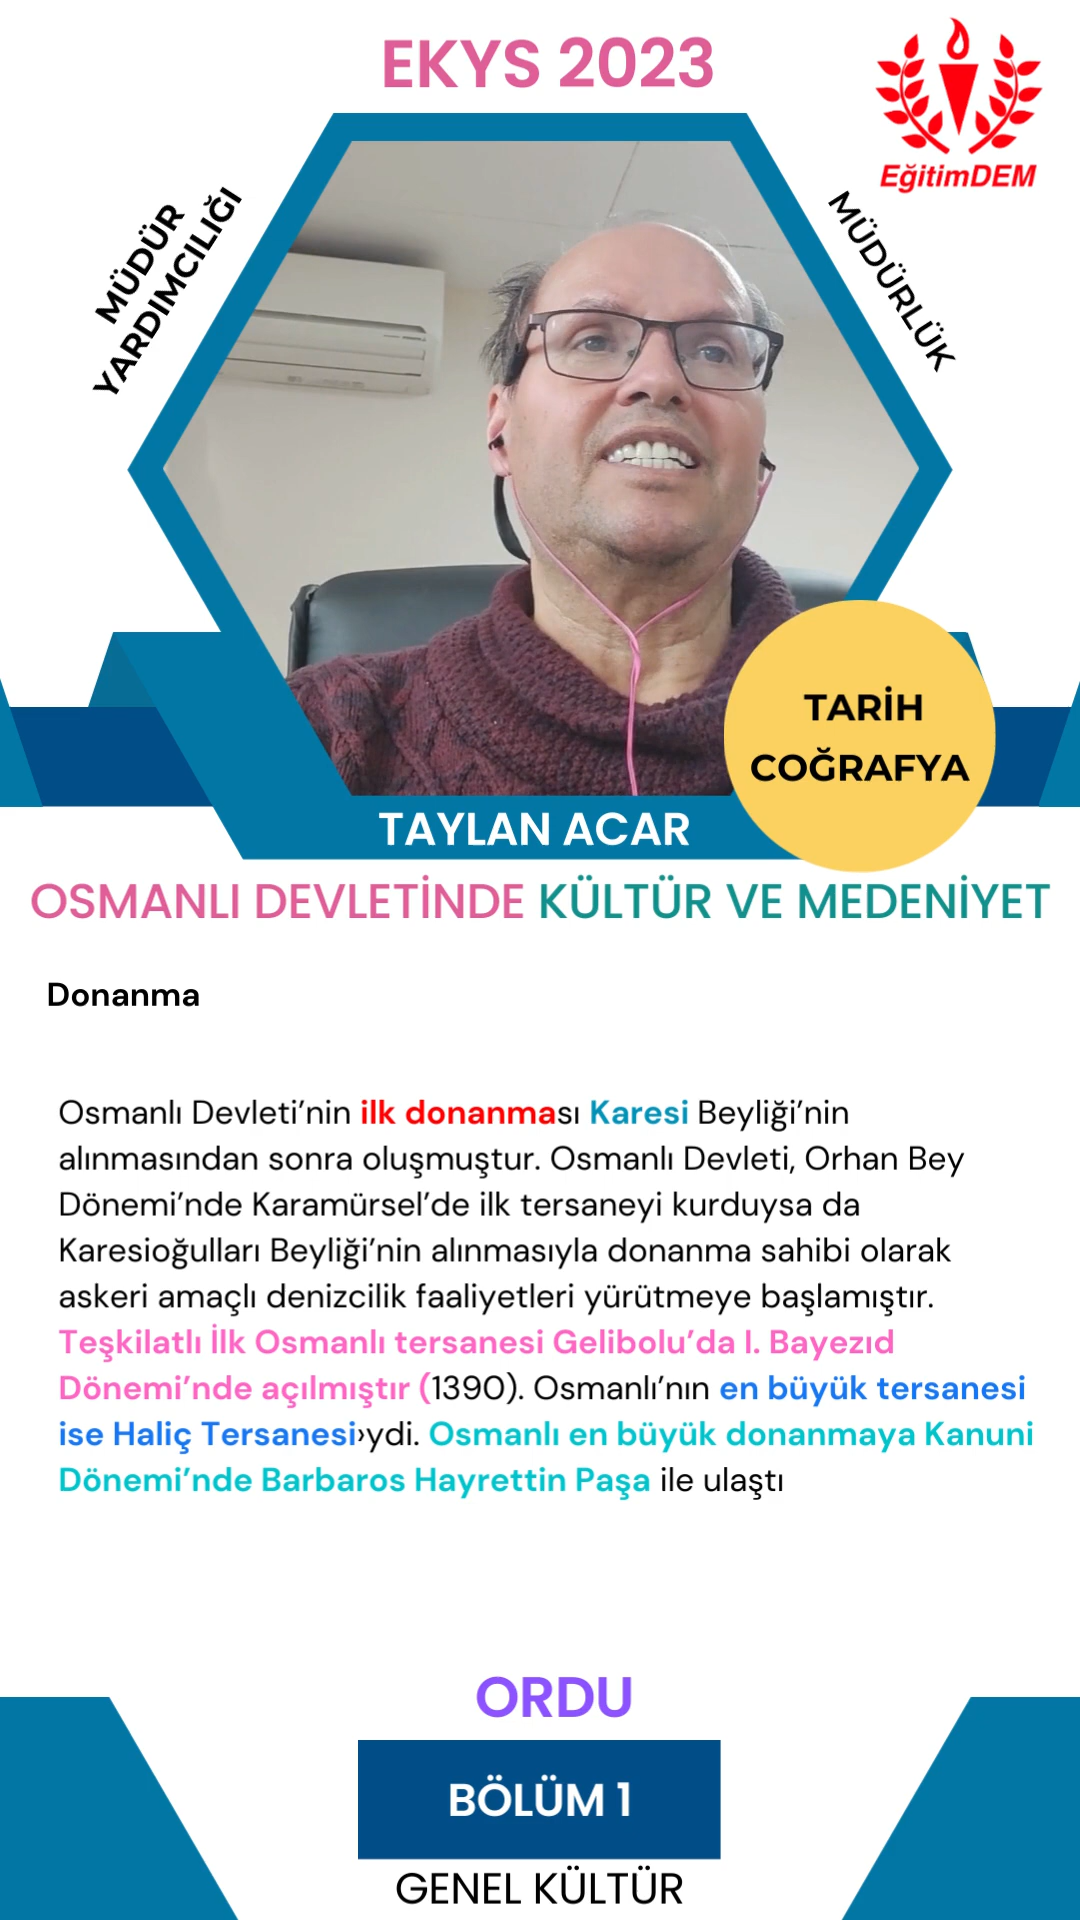 EKYS 2023
EğitimDEM
MÜDÜR
YARDIMCILIĞI
MÜDÜRLÜK
TARİH
COĞRAFYA
TAYLAN ACAR
OSMANLI DEVLETİNDE KÜLTÜR VE MEDENİYET
Donanma
Osmanlı Devleti’nin ilk donanması Karesi Beyliği’nin
alınmasından sonra oluşmuştur. Osmanlı Devleti, Orhan Bey
Dönemi’nde Karamürsel’de ilk tersaneyi kurduysa da
Karesioğulları Beyliği’nin alınmasıyla donanma sahibi olarak
askeri amaçlı denizcilik faaliyetleri yürütmeye başlamıştır.
Teşkilatlı İlk Osmanlı tersanesi Gelibolu’da I. Bayezıd
Dönemi’nde açılmıştır (1390). Osmanlı’nın en büyük tersanesi
ise Haliç Tersanesi›ydi. Osmanlı en büyük donanmaya Kanuni
Dönemi’nde Barbaros Hayrettin Paşa ile ulaştı
ORDU
BÖLÜM 1
GENEL KÜLTÜR